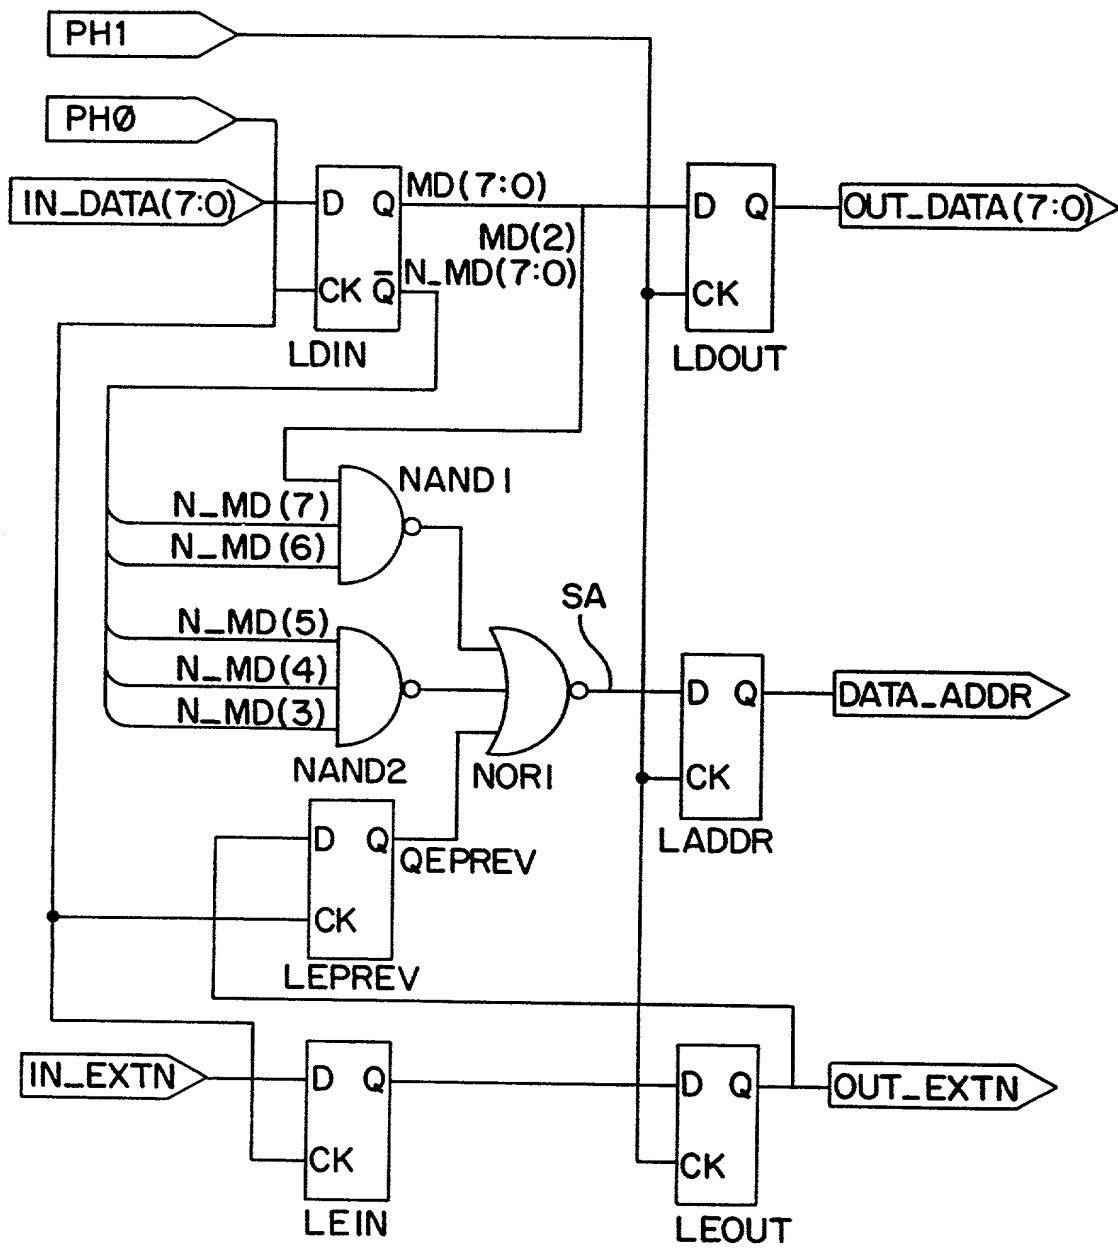 PH1
PHØ
IN_DATA(7:0)
D Q
MD(7:0)
D Q
OUT_DATA(7:0)
MD(2)
N_MD(7:0)
CK Q̅
CK
LDIN
LDOUT
NAND1
N_MD(7)
N_MD(6)
SA
N_MD(5)
N_MD(4)
N_MD(3)
D Q
DATA_ADDR
NAND2
NOR1
CK
LADDR
D Q
QEPREV
CK
LEPREV
IN_EXTN
D Q
D Q
OUT_EXTN
CK
CK
LEIN
LEOUT